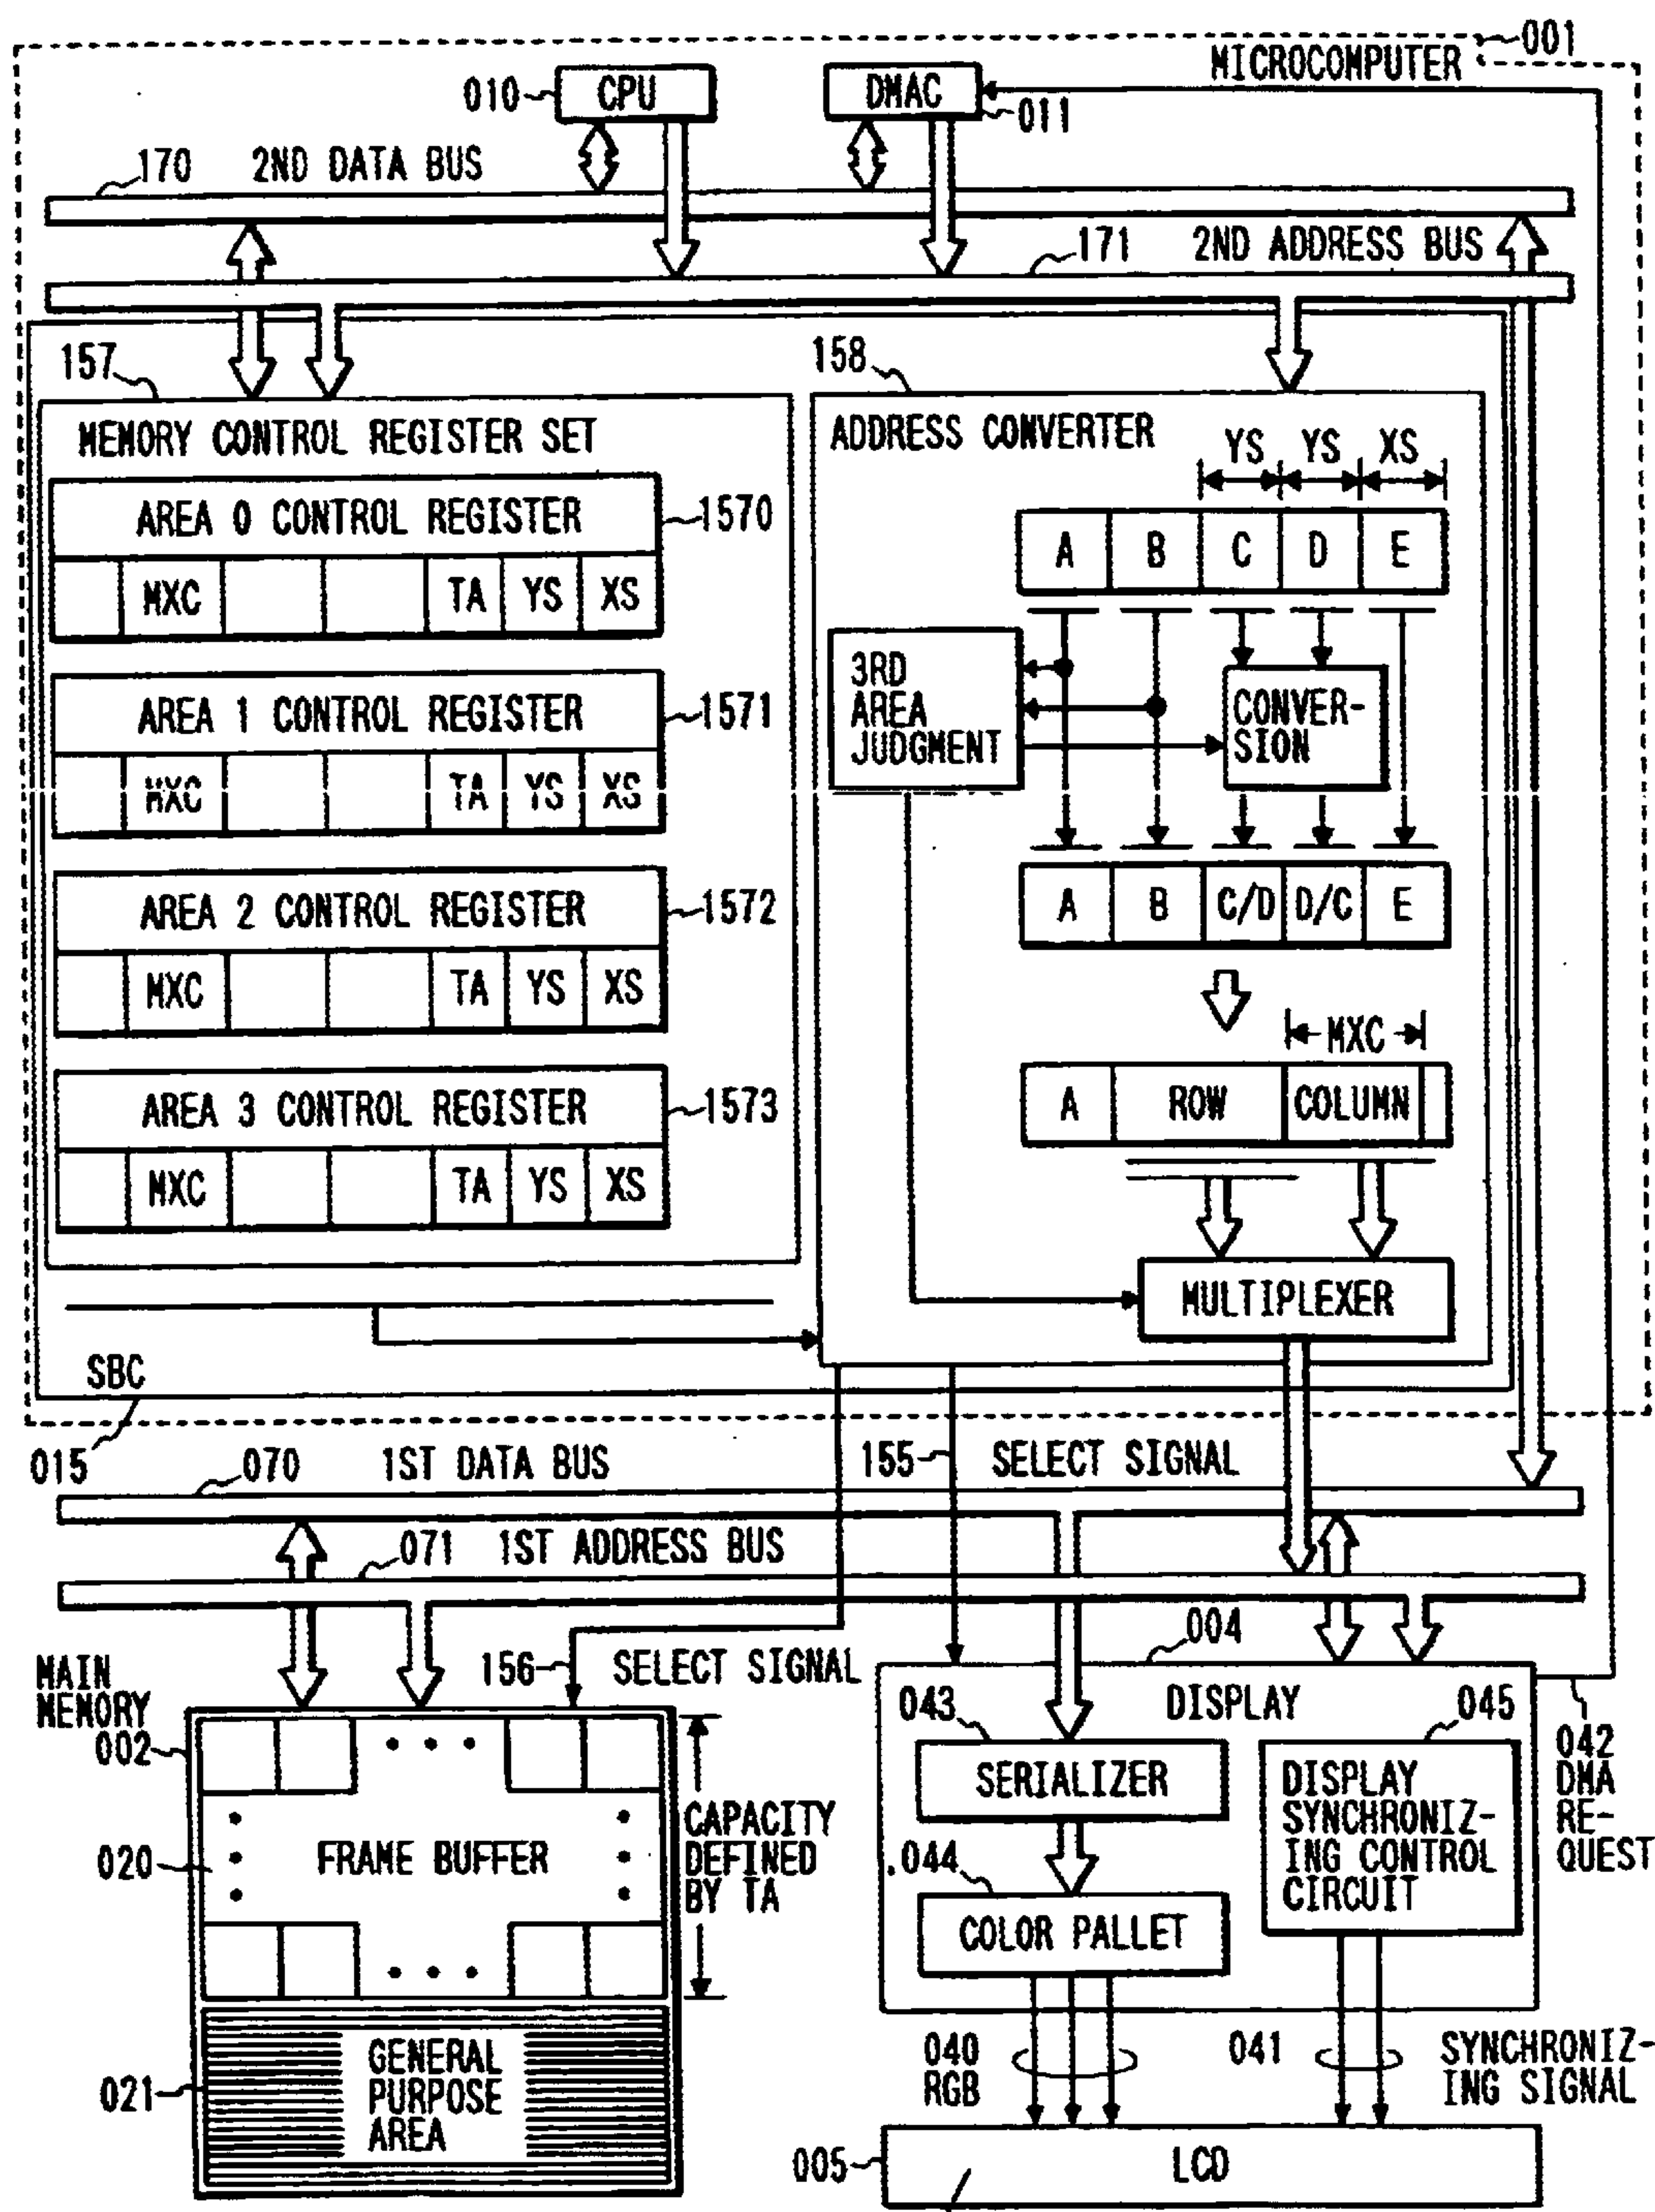 001
MICROCOMPUTER
010
CPU
DMAC
011
170
2ND DATA BUS
171
2ND ADDRESS BUS
157
158
MEMORY CONTROL REGISTER SET
AREA 0 CONTROL REGISTER
1570
MXC TA YS XS
AREA 1 CONTROL REGISTER
1571
MXC TA YS XS
AREA 2 CONTROL REGISTER
1572
MXC TA YS XS
AREA 3 CONTROL REGISTER
1573
MXC TA YS XS
ADDRESS CONVERTER
YS YS XS
A B C D E
3RD
AREA
JUDGMENT
CONVER-
SION
A B C/D D/C E
MXC
A ROW COLUMN
MULTIPLEXER
SBC
015
070
1ST DATA BUS
155
SELECT SIGNAL
071
1ST ADDRESS BUS
156
SELECT SIGNAL
MAIN
MEMORY
002
FRAME BUFFER
020
CAPACITY
DEFINED
BY TA
GENERAL
PURPOSE
AREA
021
004
DISPLAY
043
SERIALIZER
044
COLOR PALLET
045
DISPLAY
SYNCHRONIZ-
ING CONTROL
CIRCUIT
042
DMA
RE-
QUEST
040
RGB
041
SYNCHRONIZ-
ING SIGNAL
005
LCD